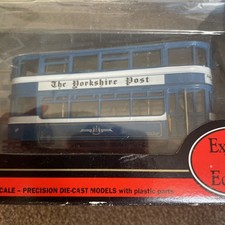 The Yorkshire Post
Ex
E
SCALE - PRECISION DIE-CAST MODELS with plastic parts